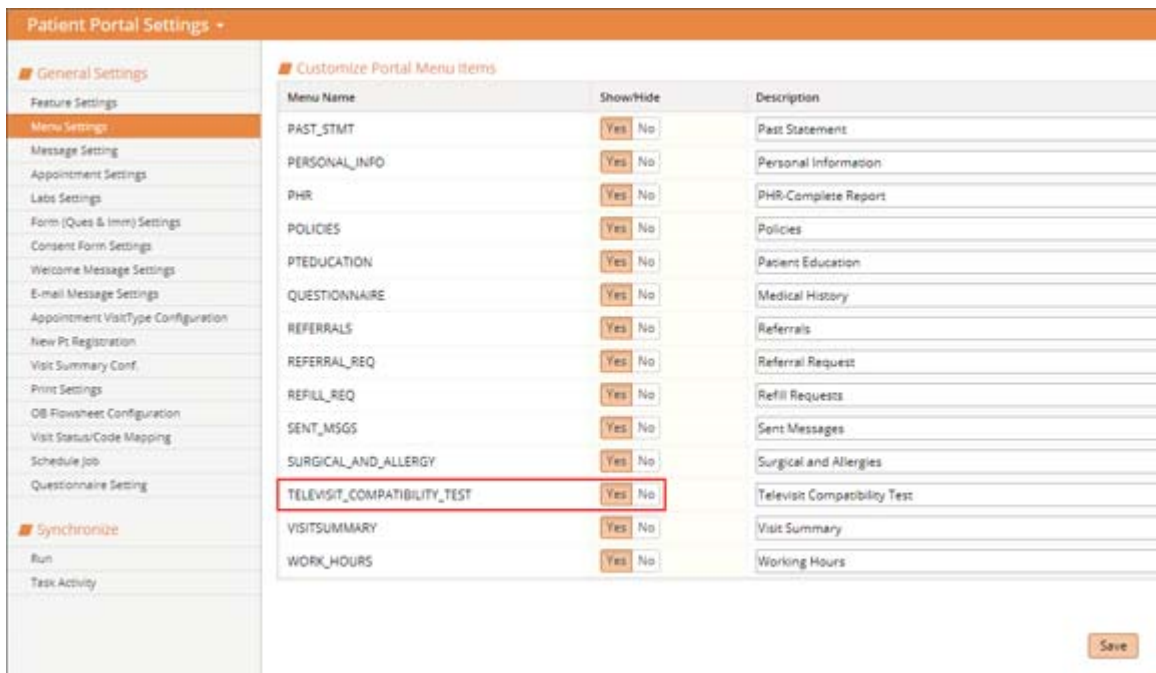 Patient Portal Settings
General Settings
Feature Settings
Menu Settings
Message Setting
Appointment Settings
Labs Settings
Form (Ques & Imm) Settings
Consent Form Settings
Welcome Message Settings
E-mail Message Settings
Appointment VisitType Configuration
New Pt Registration
Visit Summary Conf.
Print Settings
OB Flowsheet Configuration
Visit Status/Code Mapping
Schedule Job
Questionnaire Setting
Synchronize
Run
Task Activity
Customize Portal Menu Items
Menu Name Show/Hide Description
PAST_STMT Yes No Past Statement
PERSONAL_INFO Yes No Personal Information
PHR Yes No PHR-Complete Report
POLICIES Yes No Policies
PTEDUCATION Yes No Patient Education
QUESTIONNAIRE Yes No Medical History
REFERRALS Yes No Referrals
REFERRAL_REQ Yes No Referral Request
REFILL_REQ Yes No Refill Requests
SENT_MSGS Yes No Sent Messages
SURGICAL_AND_ALLERGY Yes No Surgical and Allergies
TELEVISIT_COMPATIBILITY_TEST Yes No Televisit Compatibility Test
VISITSUMMARY Yes No Visit Summary
WORK_HOURS Yes No Working Hours
Save